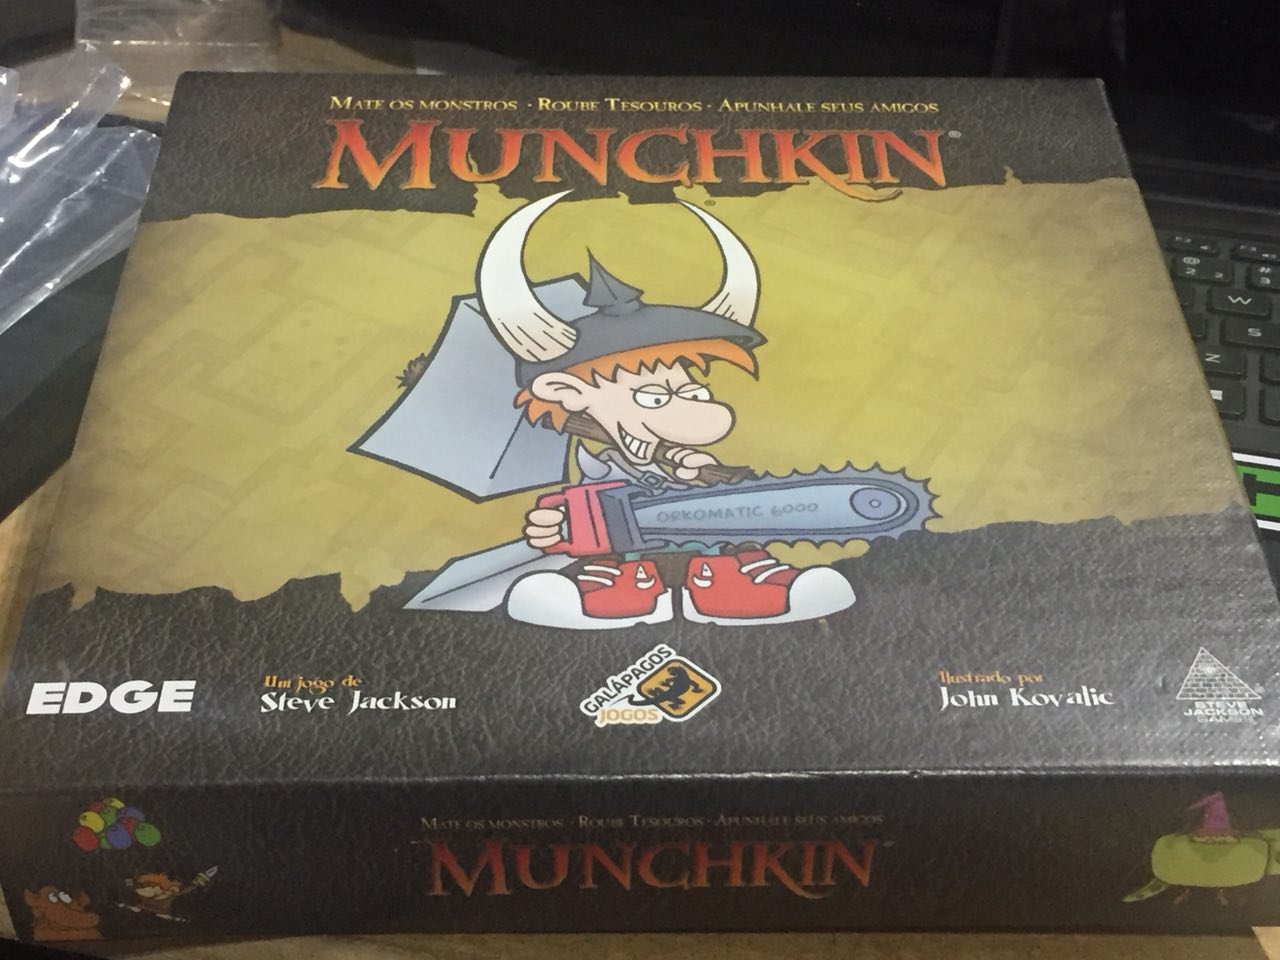 MATE OS MONSTROS · ROUBE TESOUROS · APUNHALE SEUS AMIGOS
MUNCHKIN®
®
ORKOMATIC 6000
EDGE
Um jogo de
Steve Jackson
GALÁPAGOS
JOGOS
Ilustrado por
John Kovalic
STEVE
JACKSON
GAMES
MATE OS MONSTROS · ROUBE TESOUROS · APUNHALE SEUS AMIGOS
MUNCHKIN
2
W
S
Z